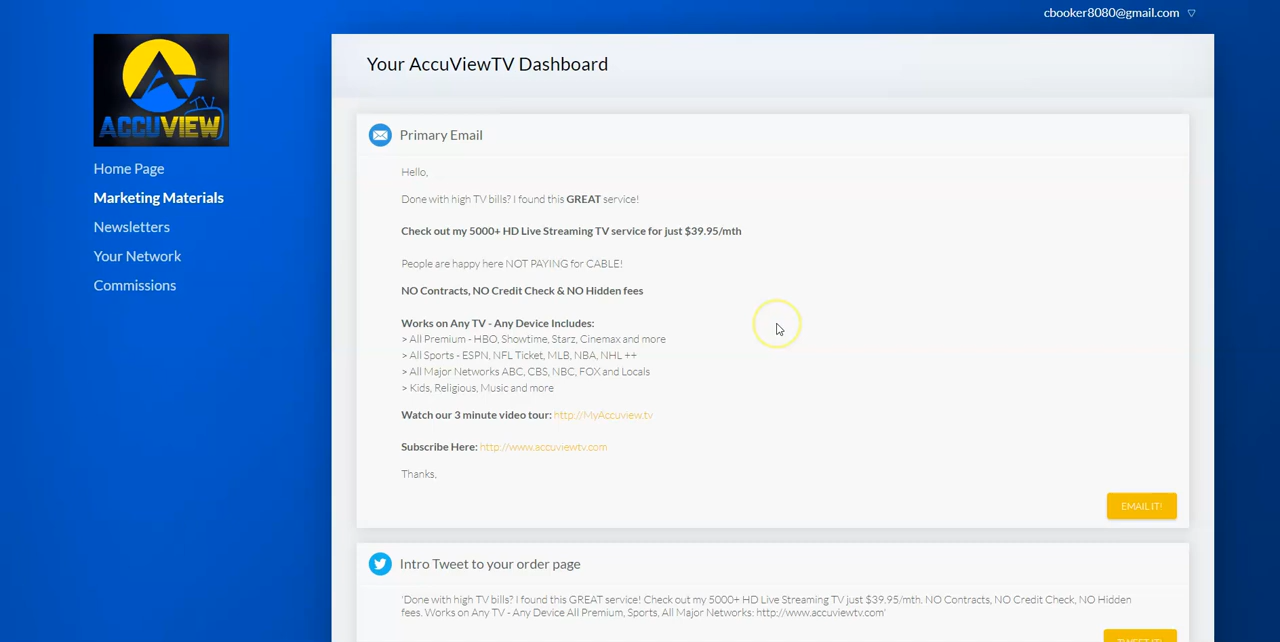 cbooker8080@gmail.com
TV
ACCUVIEW
Your AccuViewTV Dashboard
Home Page
Marketing Materials
Newsletters
Your Network
Commissions
Primary Email
Hello,
Done with high TV bills? I found this GREAT service!
Check out my 5000+ HD Live Streaming TV service for just $39.95/mth
People are happy here NOT PAYING for CABLE!
NO Contracts, NO Credit Check & NO Hidden fees
Works on Any TV - Any Device Includes:
> All Premium - HBO, Showtime, Starz, Cinemax and more
> All Sports - ESPN, NFL Ticket, MLB, NBA, NHL ++
> All Major Networks ABC, CBS, NBC, FOX and Locals
> Kids, Religious, Music and more
Watch our 3 minute video tour: http://MyAccuview.tv
Subscribe Here: http://www.accuviewtv.com
Thanks,
EMAIL IT!
Intro Tweet to your order page
'Done with high TV bills? I found this GREAT service! Check out my 5000+ HD Live Streaming TV just $39.95/mth. NO Contracts, NO Credit Check, NO Hidden
fees. Works on Any TV - Any Device All Premium, Sports, All Major Networks: http://www.accuviewtv.com'
TWEET IT!